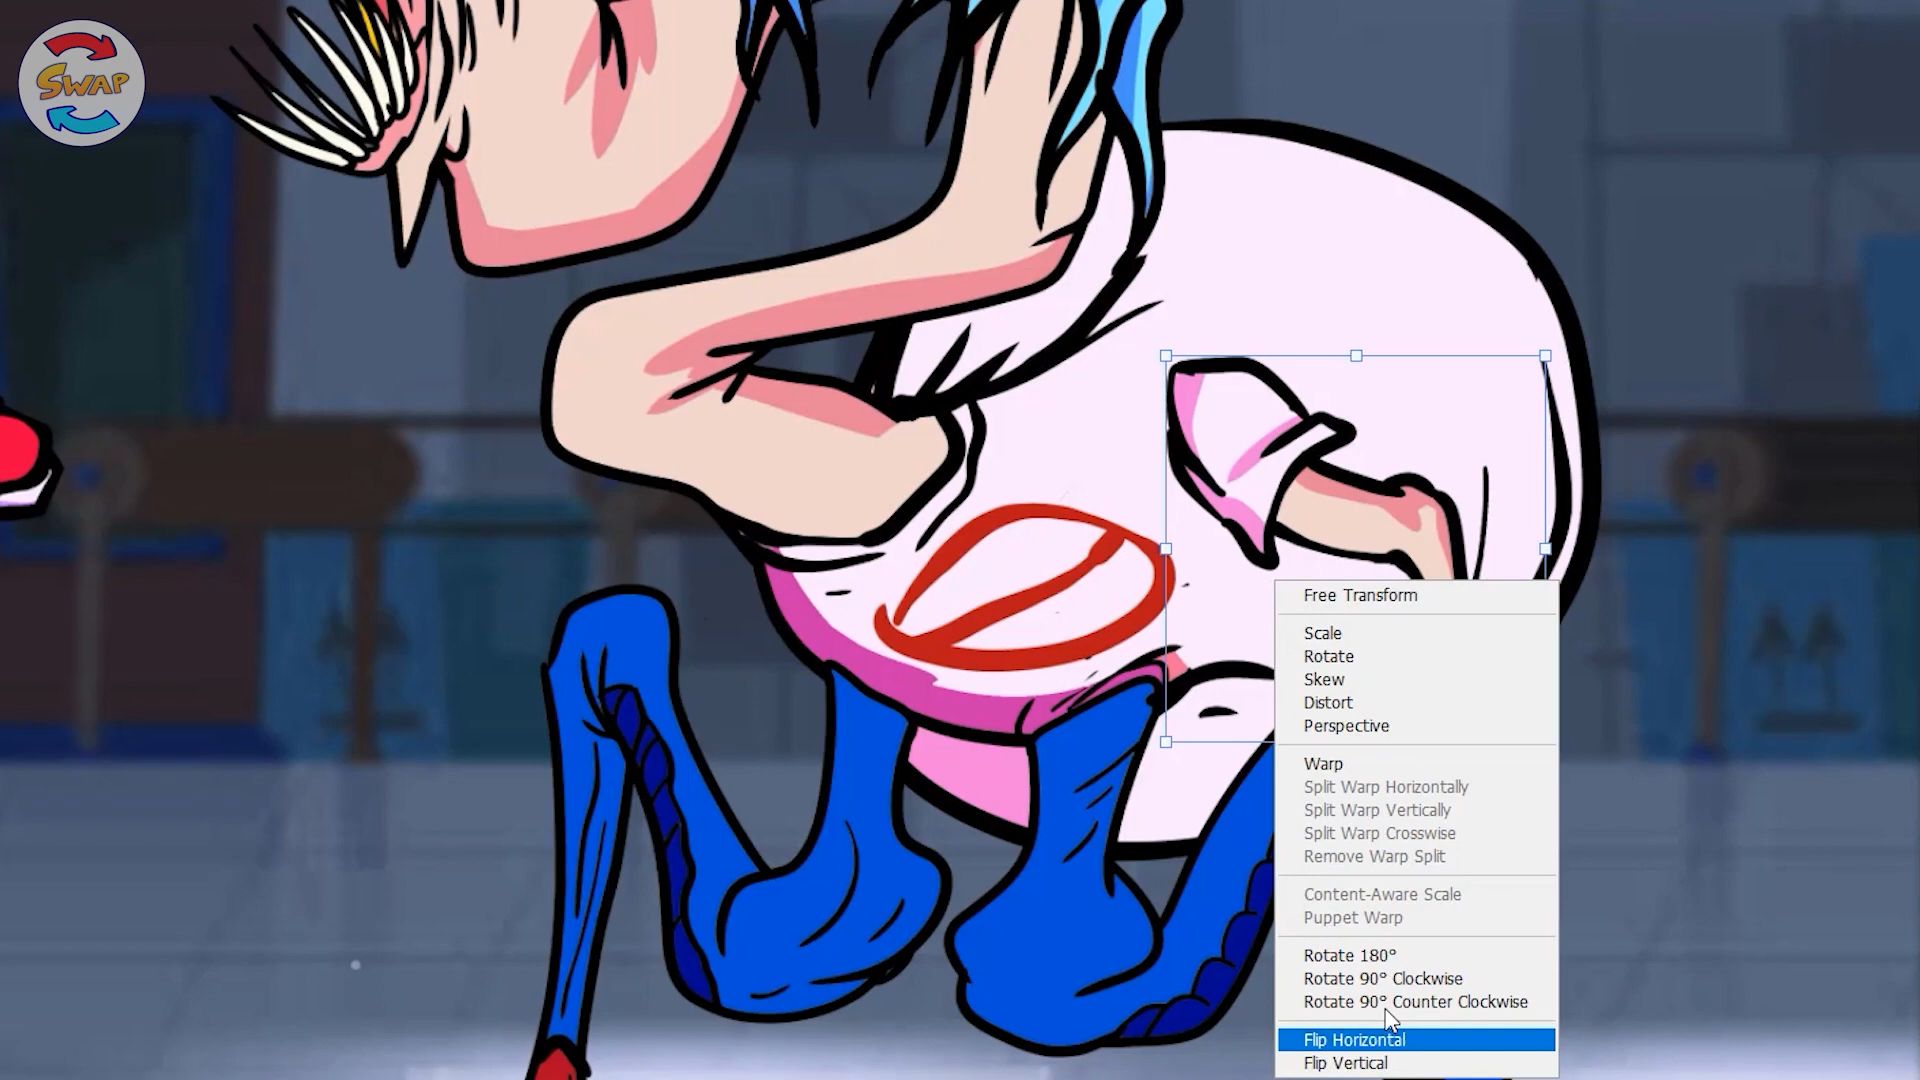 SWAP
Free Transform
Scale
Rotate
Skew
Distort
Perspective
Warp
Split Warp Horizontally
Split Warp Vertically
Split Warp Crosswise
Remove Warp Split
Content-Aware Scale
Puppet Warp
Rotate 180°
Rotate 90° Clockwise
Rotate 90° Counter Clockwise
Flip Horizontal
Flip Vertical